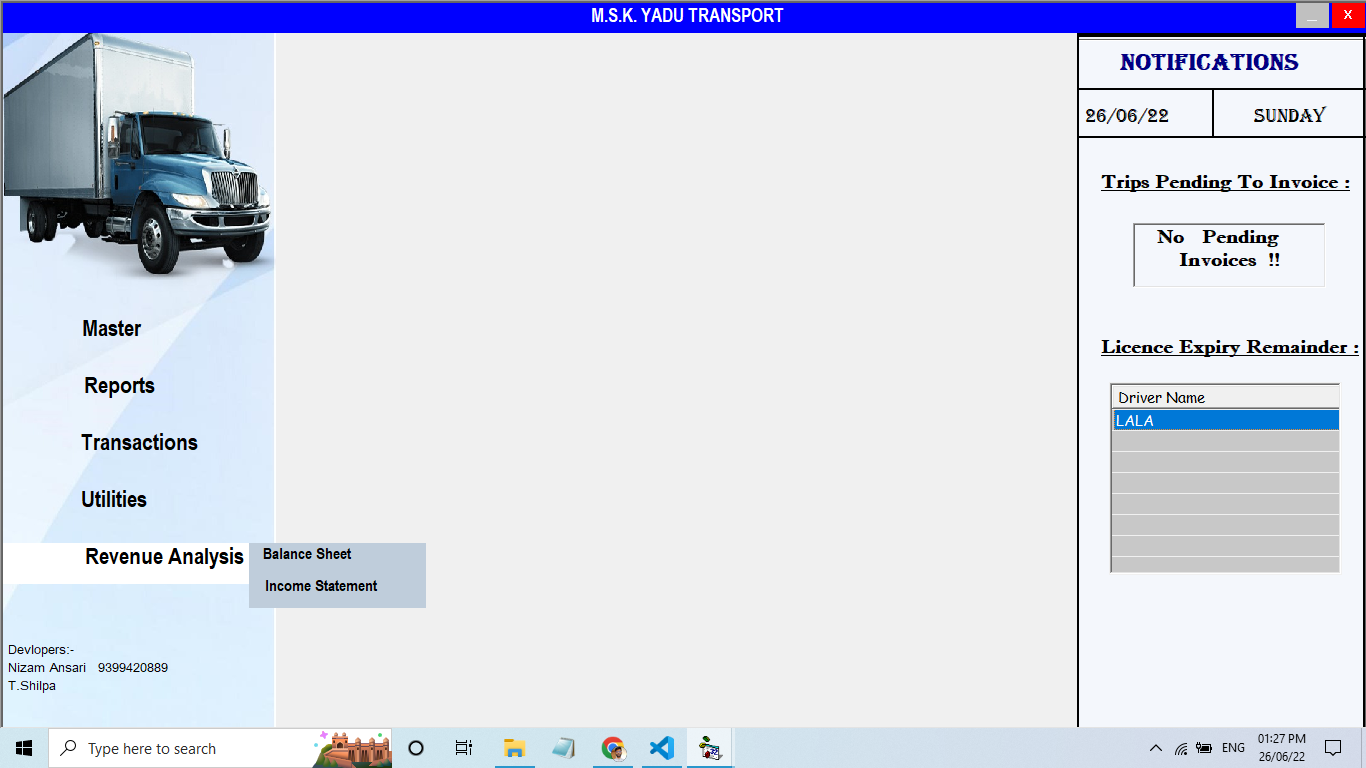 M.S.K. YADU TRANSPORT
_ X
NOTIFICATIONS
26/06/22 SUNDAY
Trips Pending To Invoice :
No Pending
Invoices !!
Licence Expiry Remainder :
Driver Name
LALA
Master
Reports
Transactions
Utilities
Revenue Analysis
Balance Sheet
Income Statement
Devlopers:-
Nizam Ansari 9399420889
T.Shilpa
Type here to search
ENG
01:27 PM
26/06/22